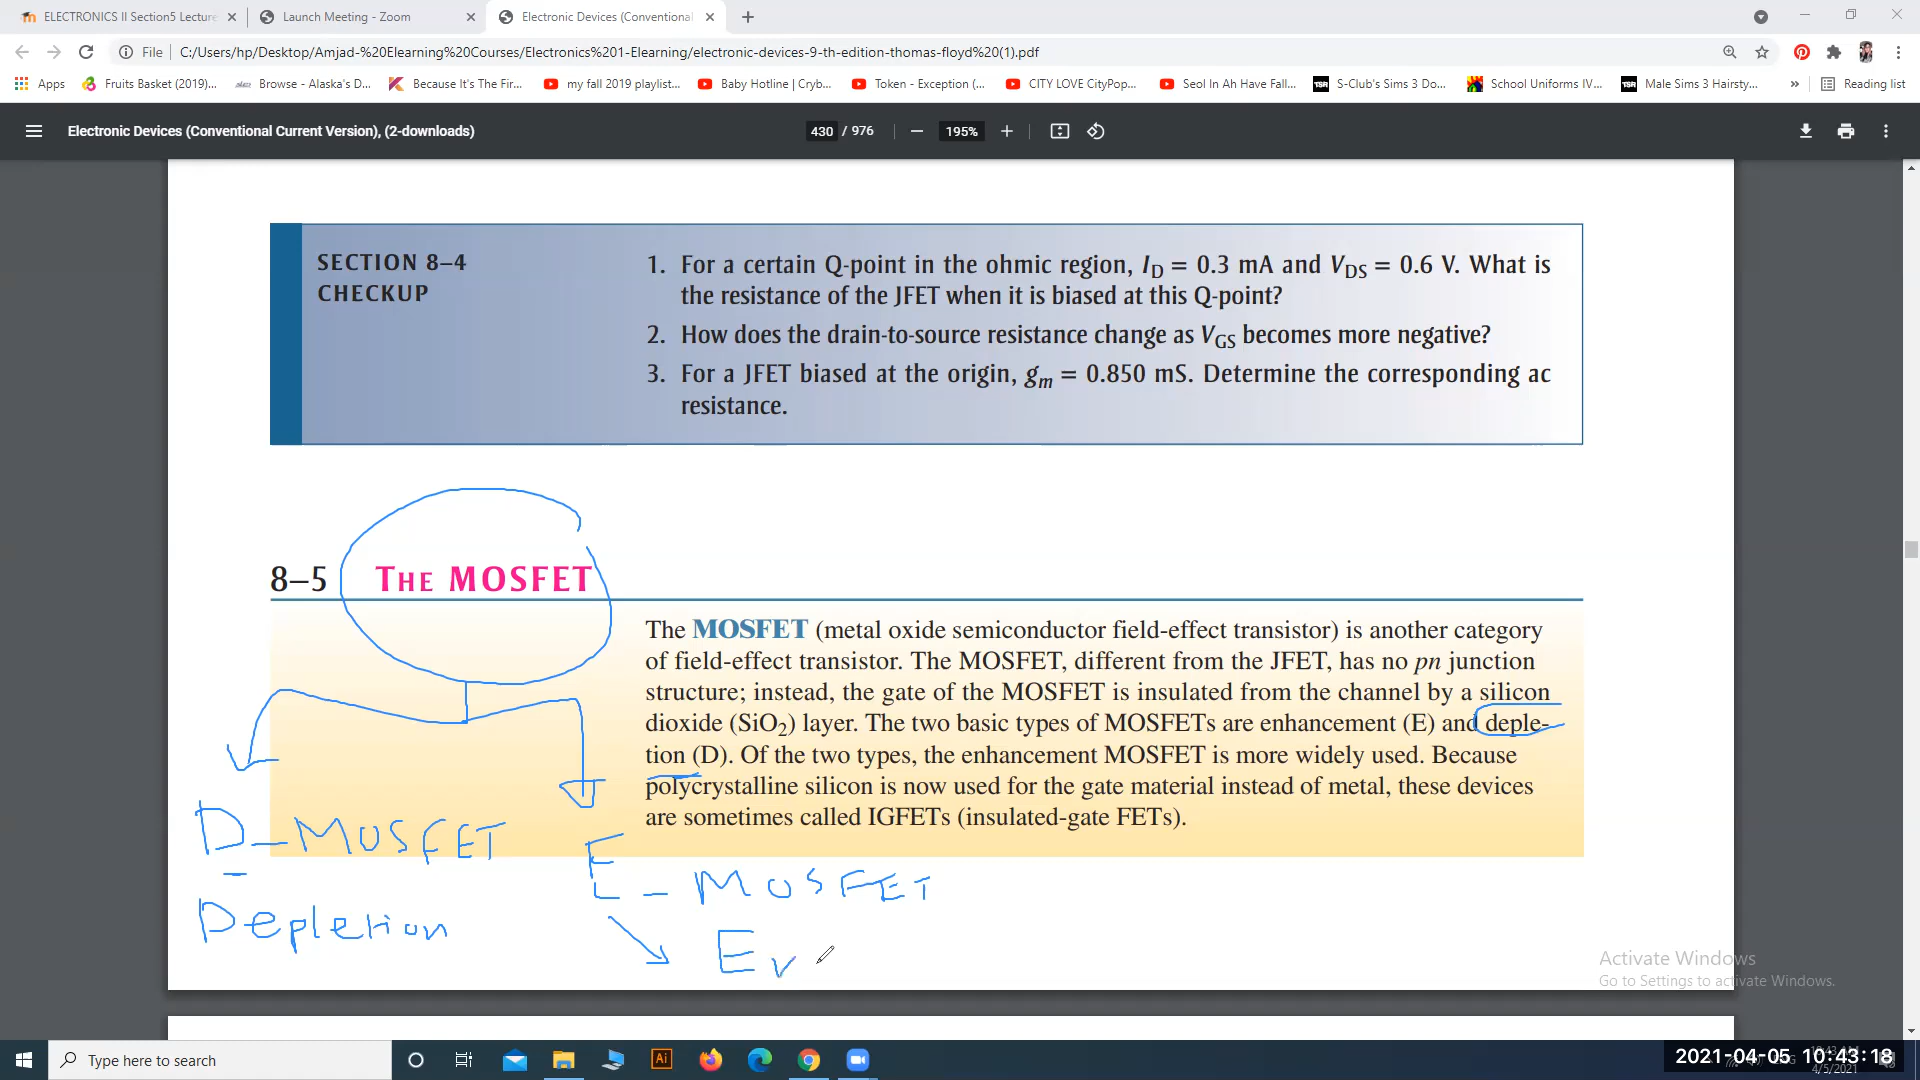 ELECTRONICS II Section5 Lecture
Launch Meeting - Zoom
Electronic Devices (Conventional
File
C:/Users/hp/Desktop/Amjad-%20Elearning%20Courses/Electronics%201-Elearning/electronic-devices-9-th-edition-thomas-floyd%20(1).pdf
Apps
Fruits Basket (2019)...
Browse - Alaska's D...
Because It's The Fir...
my fall 2019 playlist...
Baby Hotline | Cryb...
Token - Exception (...
CITY LOVE CityPop...
Seol In Ah Have Fall...
S-Club's Sims 3 Do...
School Uniforms IV...
Male Sims 3 Hairsty...
»
Reading list
Electronic Devices (Conventional Current Version), (2-downloads)
430 / 976
195%
SECTION 8–4
CHECKUP
1. For a certain Q-point in the ohmic region, I_D = 0.3 mA and V_DS = 0.6 V. What is
the resistance of the JFET when it is biased at this Q-point?
2. How does the drain-to-source resistance change as V_GS becomes more negative?
3. For a JFET biased at the origin, g_m = 0.850 mS. Determine the corresponding ac
resistance.
8–5 THE MOSFET
The MOSFET (metal oxide semiconductor field-effect transistor) is another category
of field-effect transistor. The MOSFET, different from the JFET, has no pn junction
structure; instead, the gate of the MOSFET is insulated from the channel by a silicon
dioxide (SiO₂) layer. The two basic types of MOSFETs are enhancement (E) and deple-
tion (D). Of the two types, the enhancement MOSFET is more widely used. Because
polycrystalline silicon is now used for the gate material instead of metal, these devices
are sometimes called IGFETs (insulated-gate FETs).
D-MOSFET
E - MOSFET
Depletion
Activate Windows
Go to Settings to activate Windows.
Type here to search
Ai
2021-04-05 10:43:18
4/5/2021